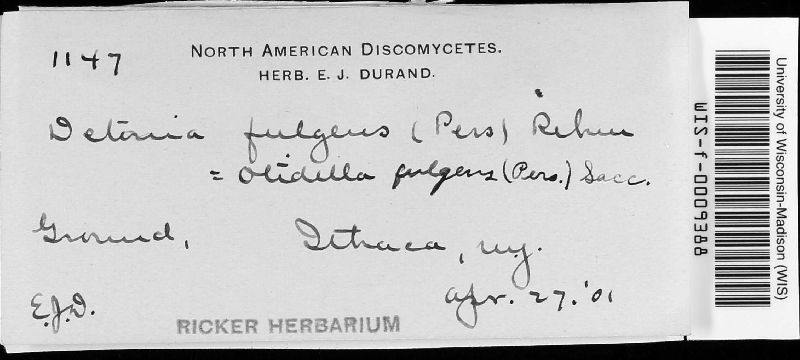 1147
NORTH AMERICAN DISCOMYCETES.
HERB. E. J. DURAND.
Detonia fulgens (Pers) Rehm
= Otidella fulgens (Pers.) Sacc.
Ground, Ithaca, N.Y.
E.J.D. Apr. 27. '01
RICKER HERBARIUM
University of Wisconsin-Madison (WIS)
WIS-f-0009388